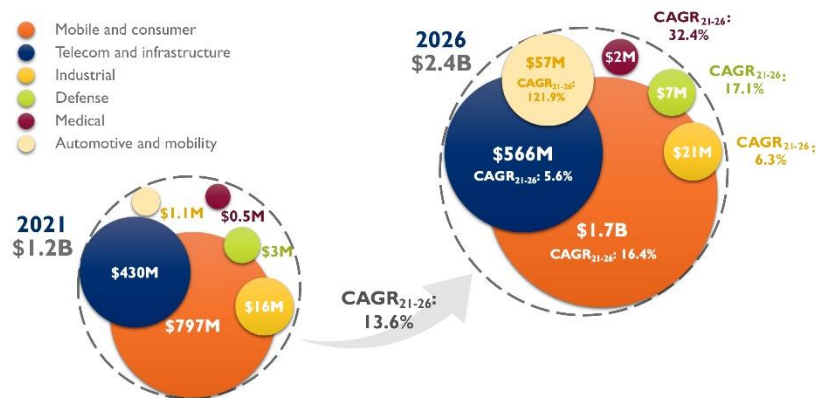 Mobile and consumer
Telecom and infrastructure
Industrial
Defense
Medical
Automotive and mobility
2021
$1.2B
$1.1M
$0.5M
$3M
$430M
$16M
$797M
CAGR21-26:
13.6%
2026
$2.4B
$57M
CAGR21-26:
121.9%
$2M
CAGR21-26:
32.4%
$7M
CAGR21-26:
17.1%
$566M
CAGR21-26: 5.6%
$21M
CAGR21-26:
6.3%
$1.7B
CAGR21-26: 16.4%